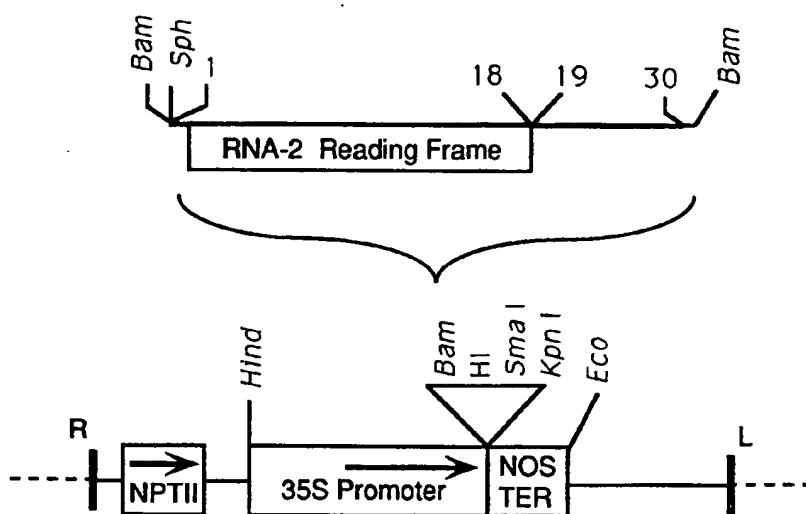 Bam Sph 1 18 19 30 Bam
RNA-2 Reading Frame
Bam HI Sma I Kpn I
Hind Eco
R L
NPTII 35S Promoter NOS TER